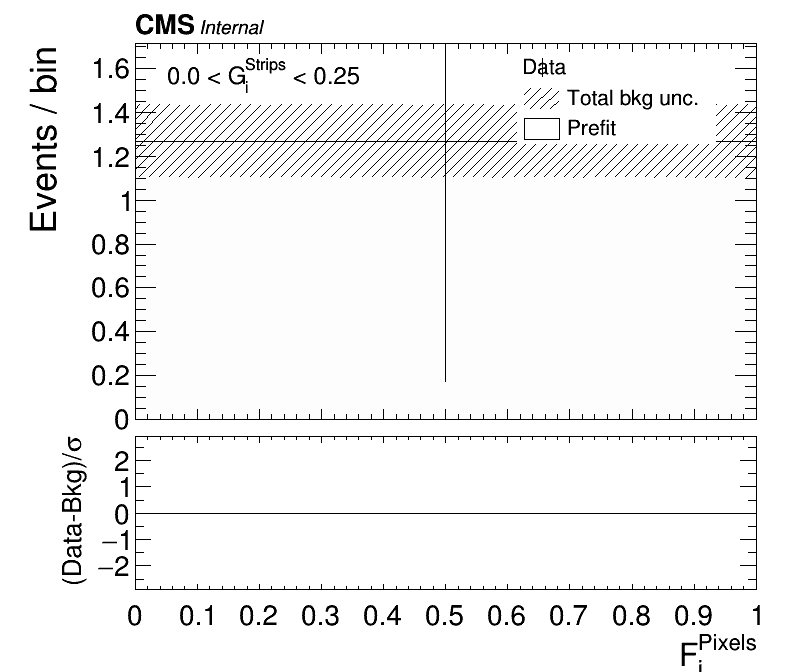 CMS Internal
Events / bin
1.6
1.4
1.2
1
0.8
0.6
0.4
0.2
0
0.0 < G_i^Strips < 0.25
Data
Total bkg unc.
Prefit
(Data-Bkg)/σ
2
1
0
−1
−2
0 0.1 0.2 0.3 0.4 0.5 0.6 0.7 0.8 0.9 1
F_i^Pixels